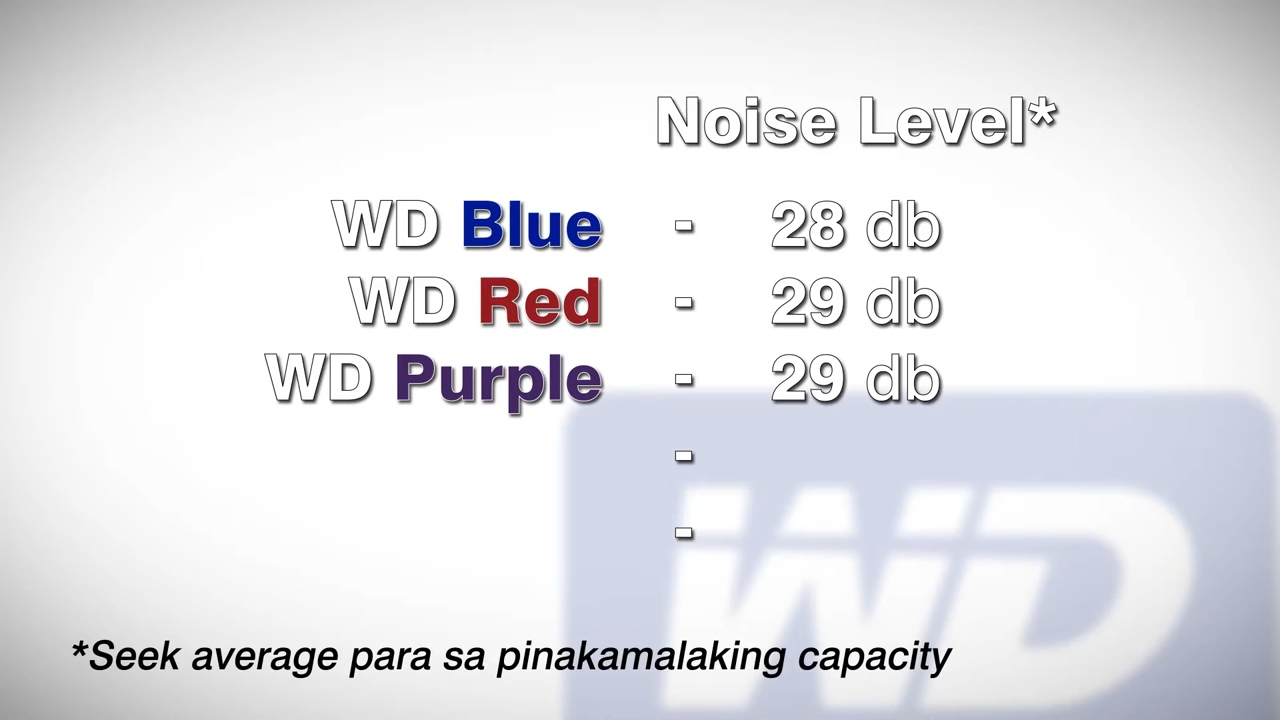 Noise Level*
WD Blue - 28 db
WD Red - 29 db
WD Purple - 29 db
-
-
WD
*Seek average para sa pinakamalaking capacity